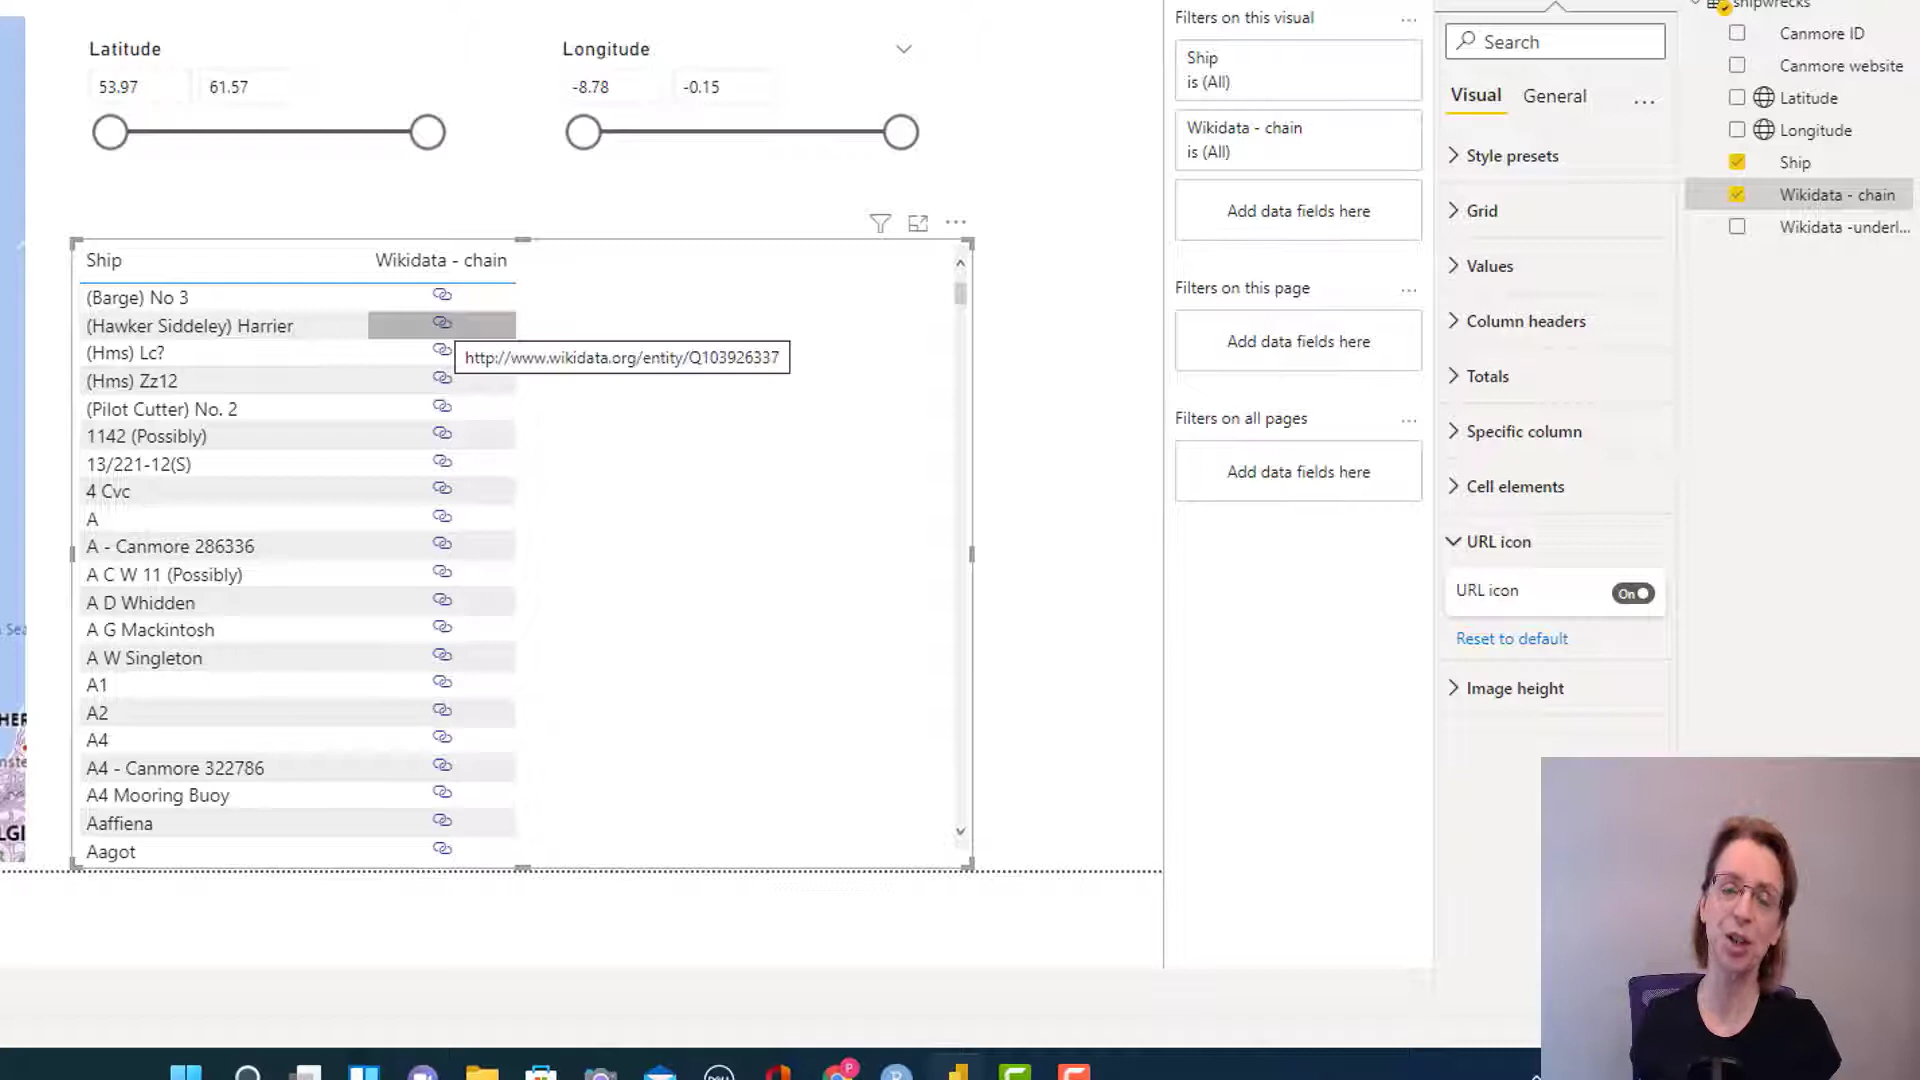 Latitude
53.97
61.57
Longitude
-8.78
-0.15
Ship
Wikidata - chain
(Barge) No 3
(Hawker Siddeley) Harrier
(Hms) Lc?
http://www.wikidata.org/entity/Q103926337
(Hms) Zz12
(Pilot Cutter) No. 2
1142 (Possibly)
13/221-12(S)
4 Cvc
A
A - Canmore 286336
A C W 11 (Possibly)
A D Whidden
A G Mackintosh
A W Singleton
A1
A2
A4
A4 - Canmore 322786
A4 Mooring Buoy
Aaffiena
Aagot
Filters on this visual
Ship
is (All)
Wikidata - chain
is (All)
Add data fields here
Filters on this page
Add data fields here
Filters on all pages
Add data fields here
Search
Visual
General
Style presets
Grid
Values
Column headers
Totals
Specific column
Cell elements
URL icon
URL icon
On
Reset to default
Image height
shipwrecks
Canmore ID
Canmore website
Latitude
Longitude
Ship
Wikidata - chain
Wikidata -underl...